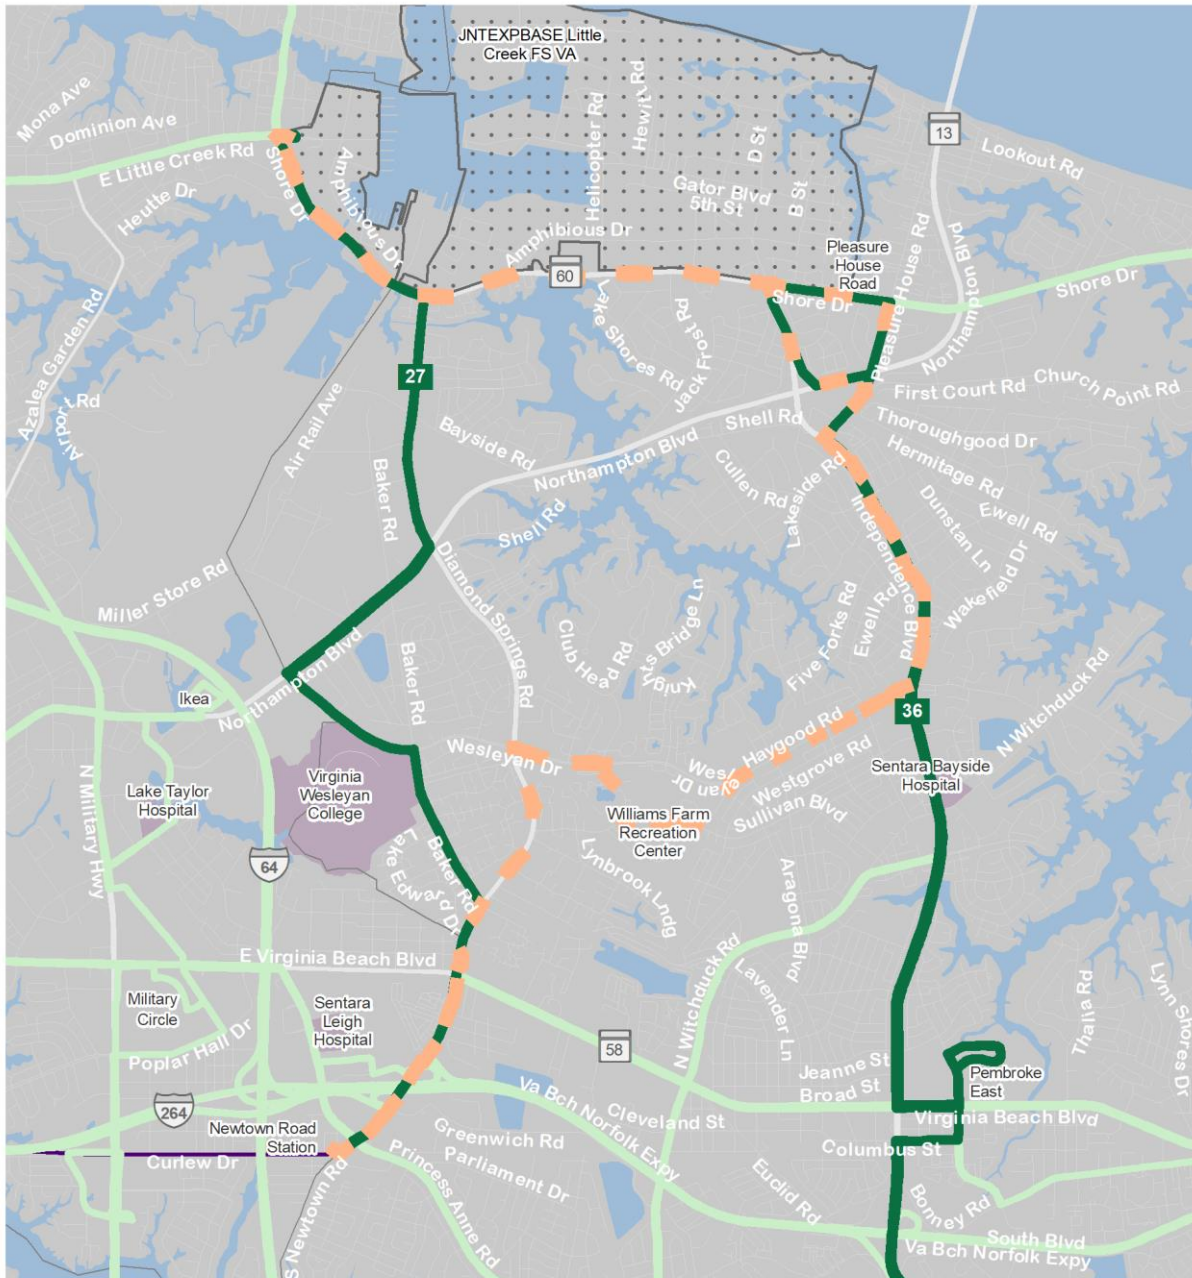 JNTEXPBASE Little
Creek FS VA
Mona Ave
Dominion Ave
E Little Creek Rd
Heutte Dr
Shore Dr
Amphibious Dr
Helicopter Rd
Hewitt Rd
D St
Gator Blvd
5th St
B St
13
Lookout Rd
Amphibious Dr
60
Pleasure
House
Road
Pleasure House Rd
Northampton Blvd
Shore Dr
Shore Dr
Azalea Garden Rd
Airport Rd
Air Rail Ave
27
Lake Shores Rd
Jack Frost Rd
First Court Rd
Church Point Rd
Bayside Rd
Shell Rd
Thoroughgood Dr
Northampton Blvd
Hermitage Rd
Baker Rd
Cullen Rd
Lakeside Rd
Independence Blvd
Dunstan Ln
Ewell Rd
Shell Rd
Diamond Springs Rd
Wakefield Dr
Miller Store Rd
Club Head Rd
Knights Bridge Ln
Five Forks Rd
Ewell Rd
Baker Rd
Ikea
Northampton Blvd
36
N Witchduck Rd
Wesleyan Dr
Wesleyan Dr
Haygood Rd
Westgrove Rd
Sullivan Blvd
Sentara Bayside
Hospital
N Military Hwy
Lake Taylor
Hospital
Virginia
Wesleyan
College
Williams Farm
Recreation
Center
64
Lake Edward Dr
Baker Rd
Lynbrook Lndg
Aragona Blvd
E Virginia Beach Blvd
N Witchduck Rd
Lavender Ln
Thalia Rd
Lynn Shores Dr
Military
Circle
Sentara
Leigh
Hospital
58
Poplar Hall Dr
Jeanne St
Broad St
Pembroke
East
264
Va Bch Norfolk Expy
Cleveland St
Virginia Beach Blvd
Newtown Road
Station
Greenwich Rd
Columbus St
Curlew Dr
Parliament Dr
S Newtown Rd
Princess Anne Rd
Euclid Rd
Bonney Rd
South Blvd
Va Bch Norfolk Expy